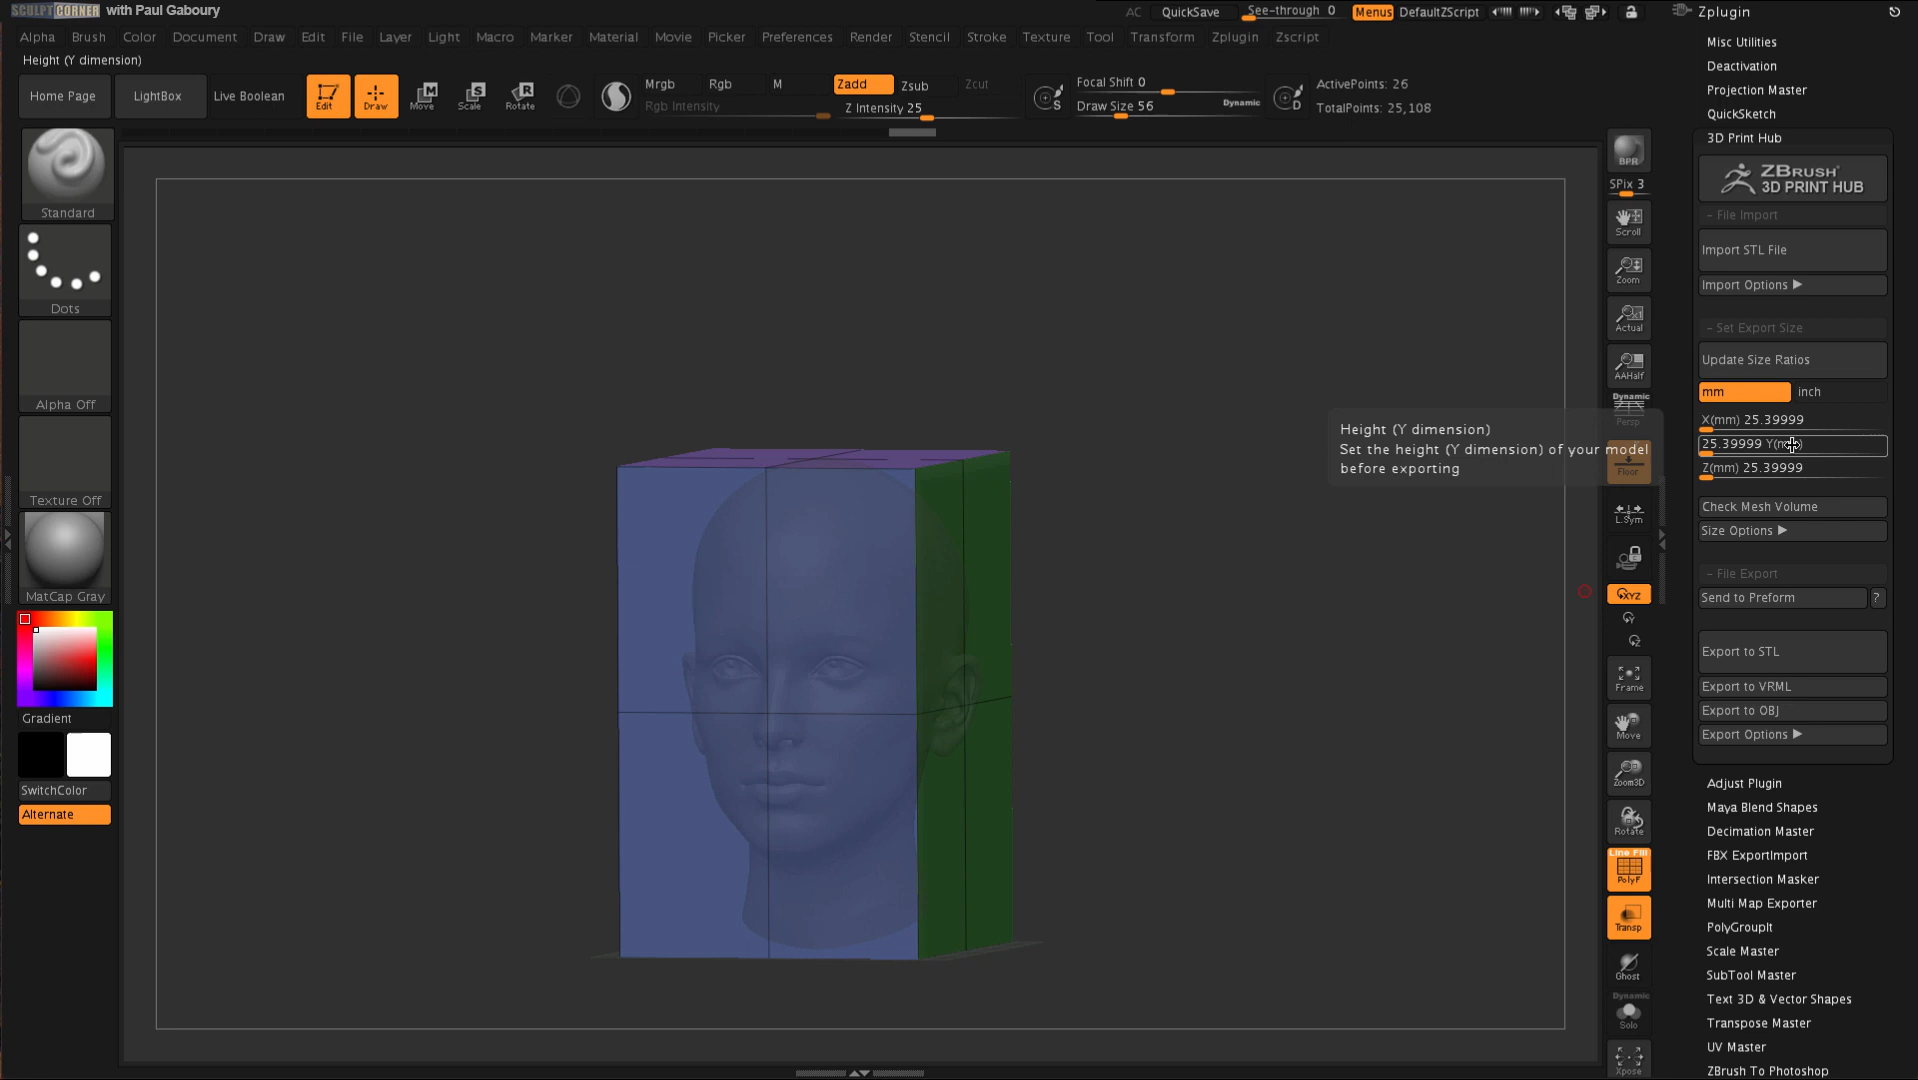 SCULPT CORNER with Paul Gaboury
AC QuickSave See-through 0 Menus DefaultZScript
Zplugin
Alpha Brush Color Document Draw Edit File Layer Light Macro Marker Material Movie Picker Preferences Render Stencil Stroke Texture Tool Transform Zplugin Zscript
Height (Y dimension)
Home Page
LightBox
Live Boolean
Edit
Draw
Move
Scale
Rotate
Mrgb Rgb M
Rgb Intensity
Zadd Zsub Zcut
Z Intensity 25
Focal Shift 0
Draw Size 56
Dynamic
ActivePoints: 26
TotalPoints: 25,108
Standard
Dots
Alpha Off
Texture Off
MatCap Gray
Gradient
SwitchColor
Alternate
Height (Y dimension)
Set the height (Y dimension) of your model
before exporting
BPR
SPix 3
Scroll
Zoom
Actual
AAHalf
Dynamic
Persp
Floor
L.Sym
XYZ
Frame
Move
Zoom3D
Rotate
Line Fill
PolyF
Transp
Ghost
Dynamic
Solo
Xpose
Misc Utilities
Deactivation
Projection Master
QuickSketch
3D Print Hub
ZBRUSH®
3D PRINT HUB
- File Import
Import STL File
Import Options
- Set Export Size
Update Size Ratios
mm inch
X(mm) 25.39999
25.39999 Y(mm)
Z(mm) 25.39999
Check Mesh Volume
Size Options
- File Export
Send to Preform ?
Export to STL
Export to VRML
Export to OBJ
Export Options
Adjust Plugin
Maya Blend Shapes
Decimation Master
FBX ExportImport
Intersection Masker
Multi Map Exporter
PolyGroupIt
Scale Master
SubTool Master
Text 3D & Vector Shapes
Transpose Master
UV Master
ZBrush To Photoshop